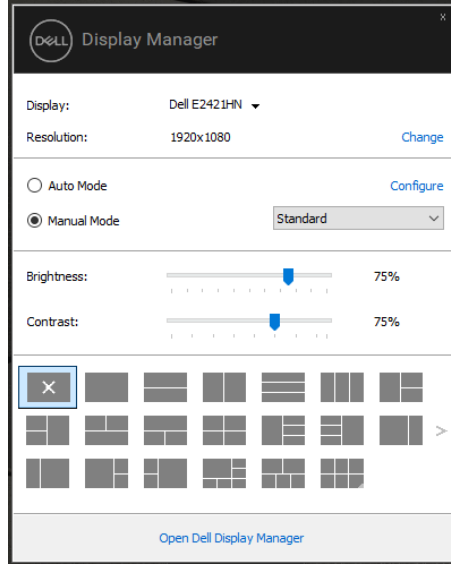 x
DELL Display Manager
Display: Dell E2421HN
Resolution: 1920x1080 Change
Auto Mode Configure
Manual Mode Standard
Brightness: 75%
Contrast: 75%
Open Dell Display Manager